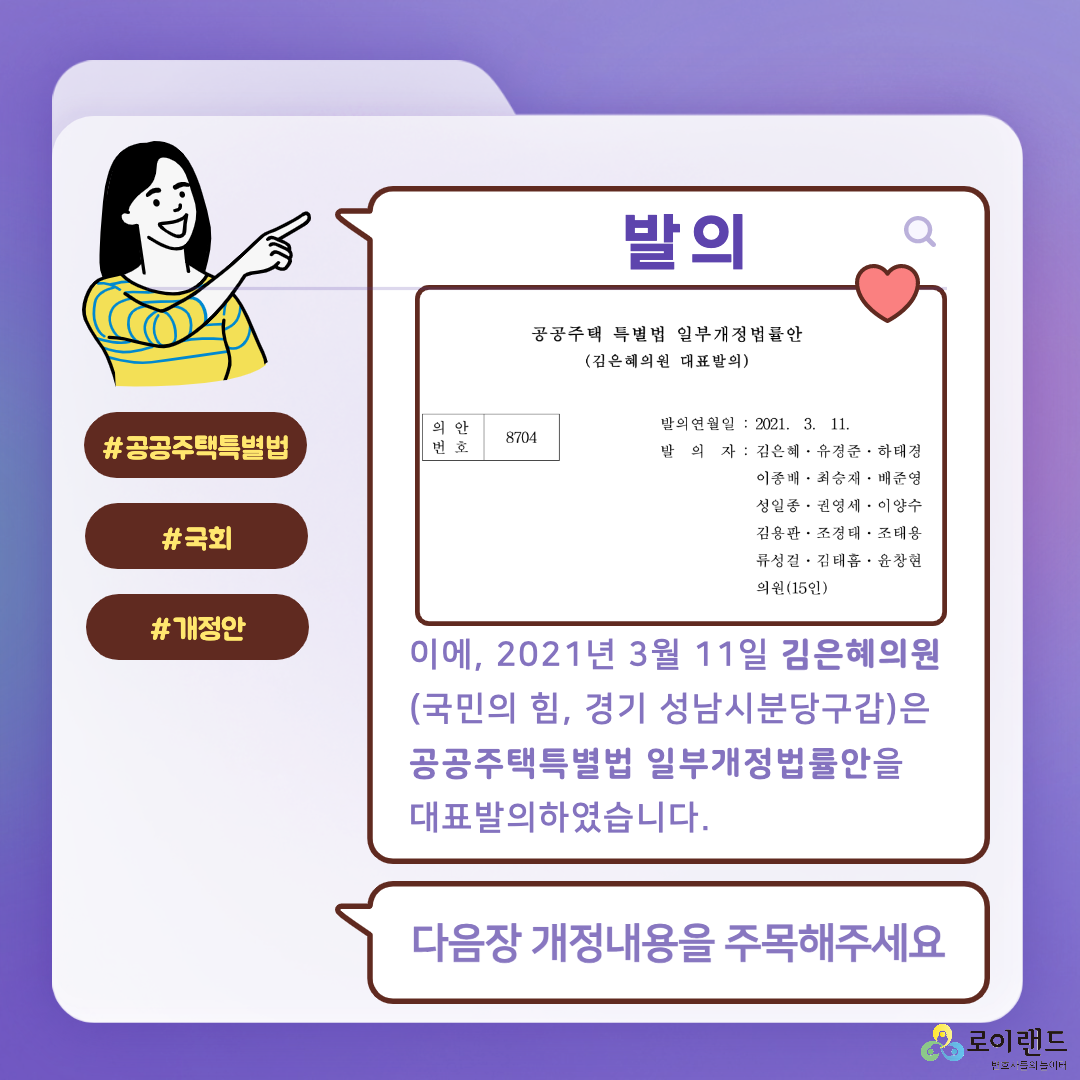 발의
공공주택 특별법 일부개정법률안
(김은혜의원 대표발의)
의 안
번 호
8704
발의연월일 : 2021. 3. 11.
발 의 자 : 김은혜·유경준·하태경
이종배·최승재·배준영
성일종·권영세·이양수
김용판·조경태·조태용
류성걸·김태흠·윤창현
의원(15인)
#공공주택특별법
#국회
#개정안
이에, 2021년 3월 11일 김은혜의원
(국민의 힘, 경기 성남시분당구갑)은
공공주택특별법 일부개정법률안을
대표발의하였습니다.
다음장 개정내용을 주목해주세요
로이랜드
변호사들의 놀이터